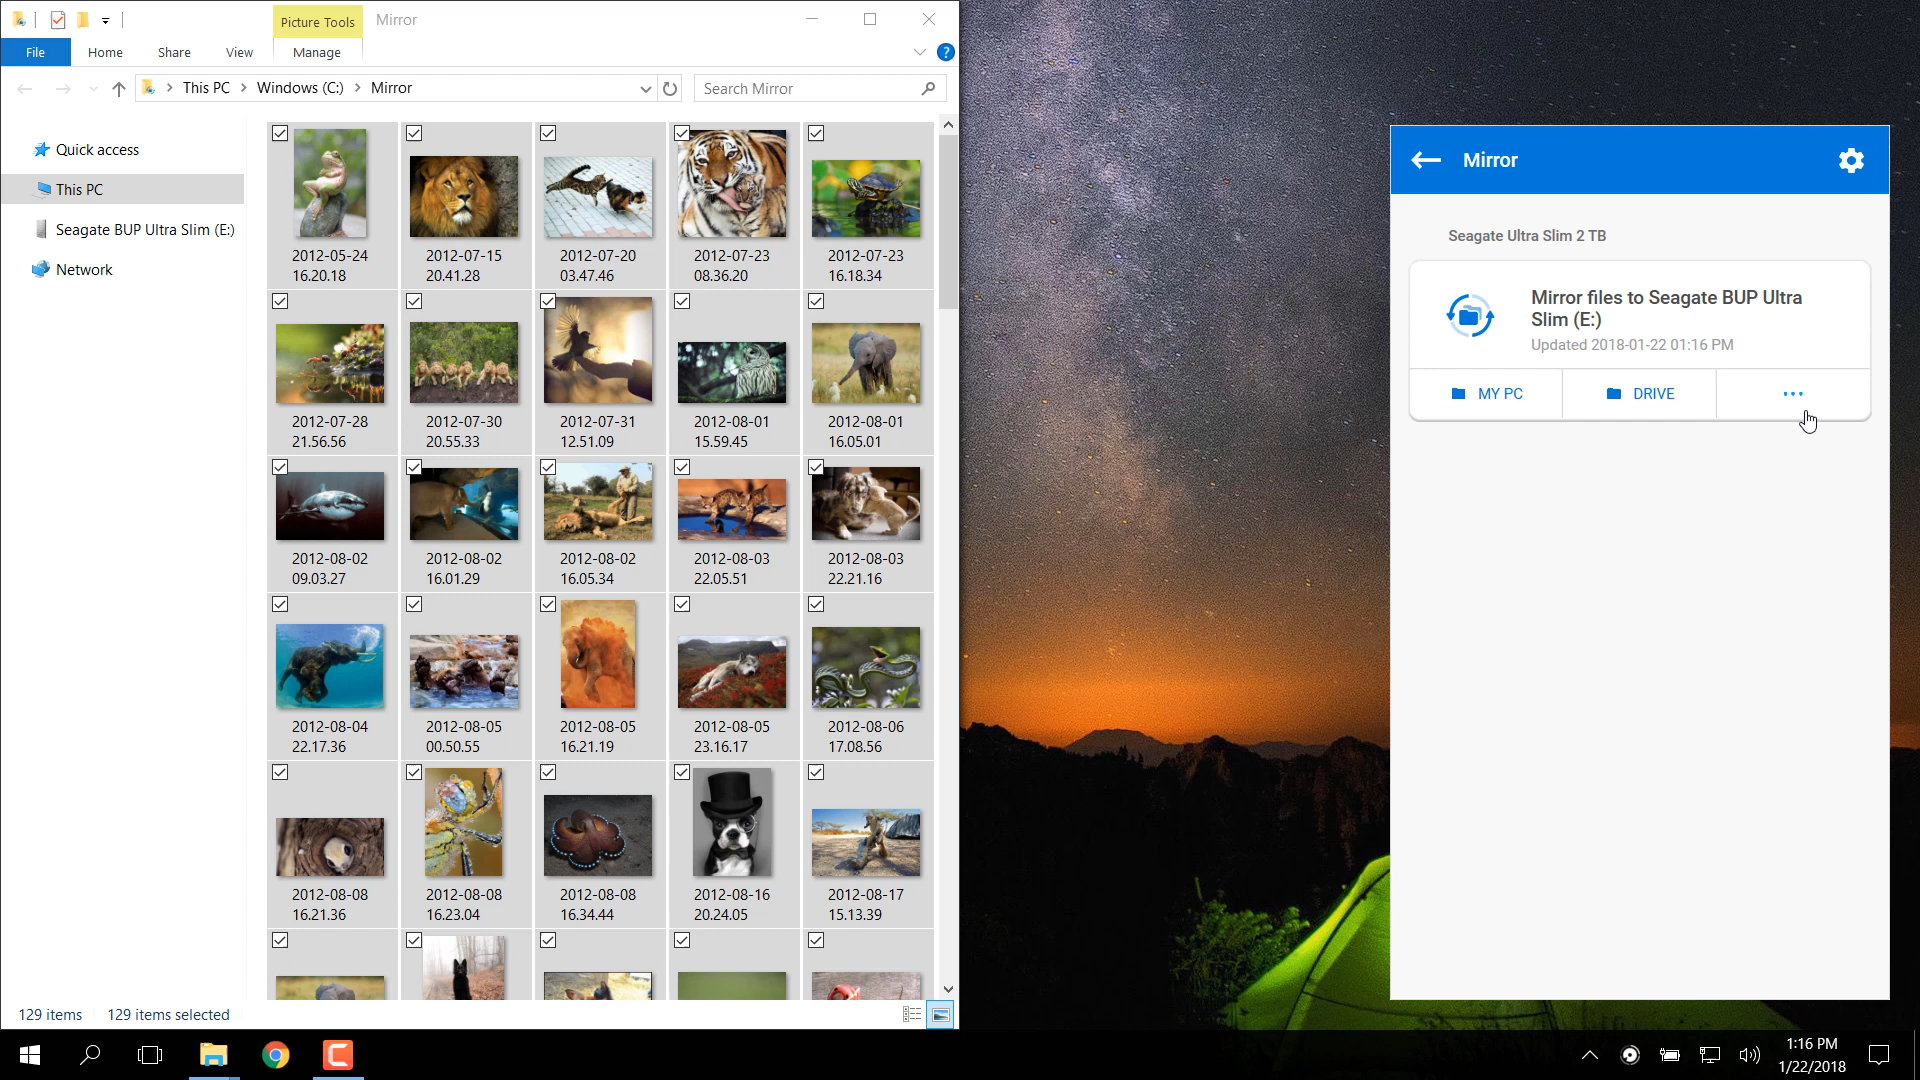 Picture Tools
Mirror
File
Home
Share
View
Manage
?
This PC
Windows (C:)
Mirror
Search Mirror
Quick access
This PC
Seagate BUP Ultra Slim (E:)
Network
2012-05-24
16.20.18
2012-07-15
20.41.28
2012-07-20
03.47.46
2012-07-23
08.36.20
2012-07-23
16.18.34
2012-07-28
21.56.56
2012-07-30
20.55.33
2012-07-31
12.51.09
2012-08-01
15.59.45
2012-08-01
16.05.01
2012-08-02
09.03.27
2012-08-02
16.01.29
2012-08-02
16.05.34
2012-08-03
22.05.51
2012-08-03
22.21.16
2012-08-04
22.17.36
2012-08-05
00.50.55
2012-08-05
16.21.19
2012-08-05
23.16.17
2012-08-06
17.08.56
2012-08-08
16.21.36
2012-08-08
16.23.04
2012-08-08
16.34.44
2012-08-16
20.24.05
2012-08-17
15.13.39
129 items
129 items selected
Mirror
Seagate Ultra Slim 2 TB
Mirror files to Seagate BUP Ultra
Slim (E:)
Updated 2018-01-22 01:16 PM
MY PC
DRIVE
1:16 PM
1/22/2018